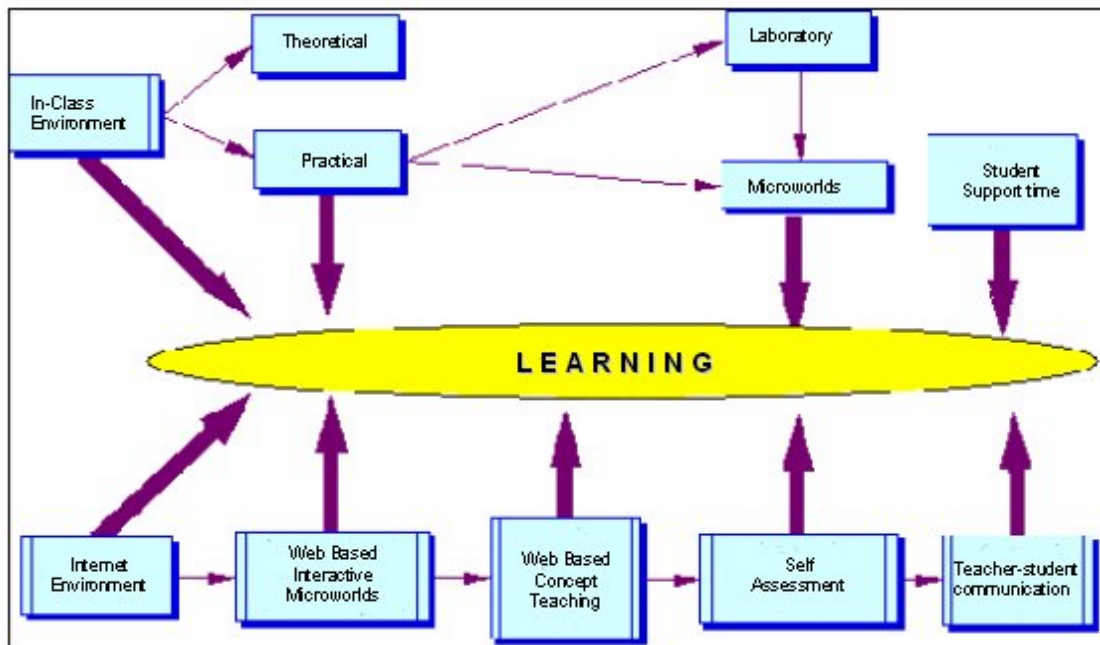 Theoretical
Laboratory
In-Class
Environment
Practical
Microworlds
Student
Support time
LEARNING
Internet
Environment
Web Based
Interactive
Microworlds
Web Based
Concept
Teaching
Self
Assessment
Teacher-student
communication